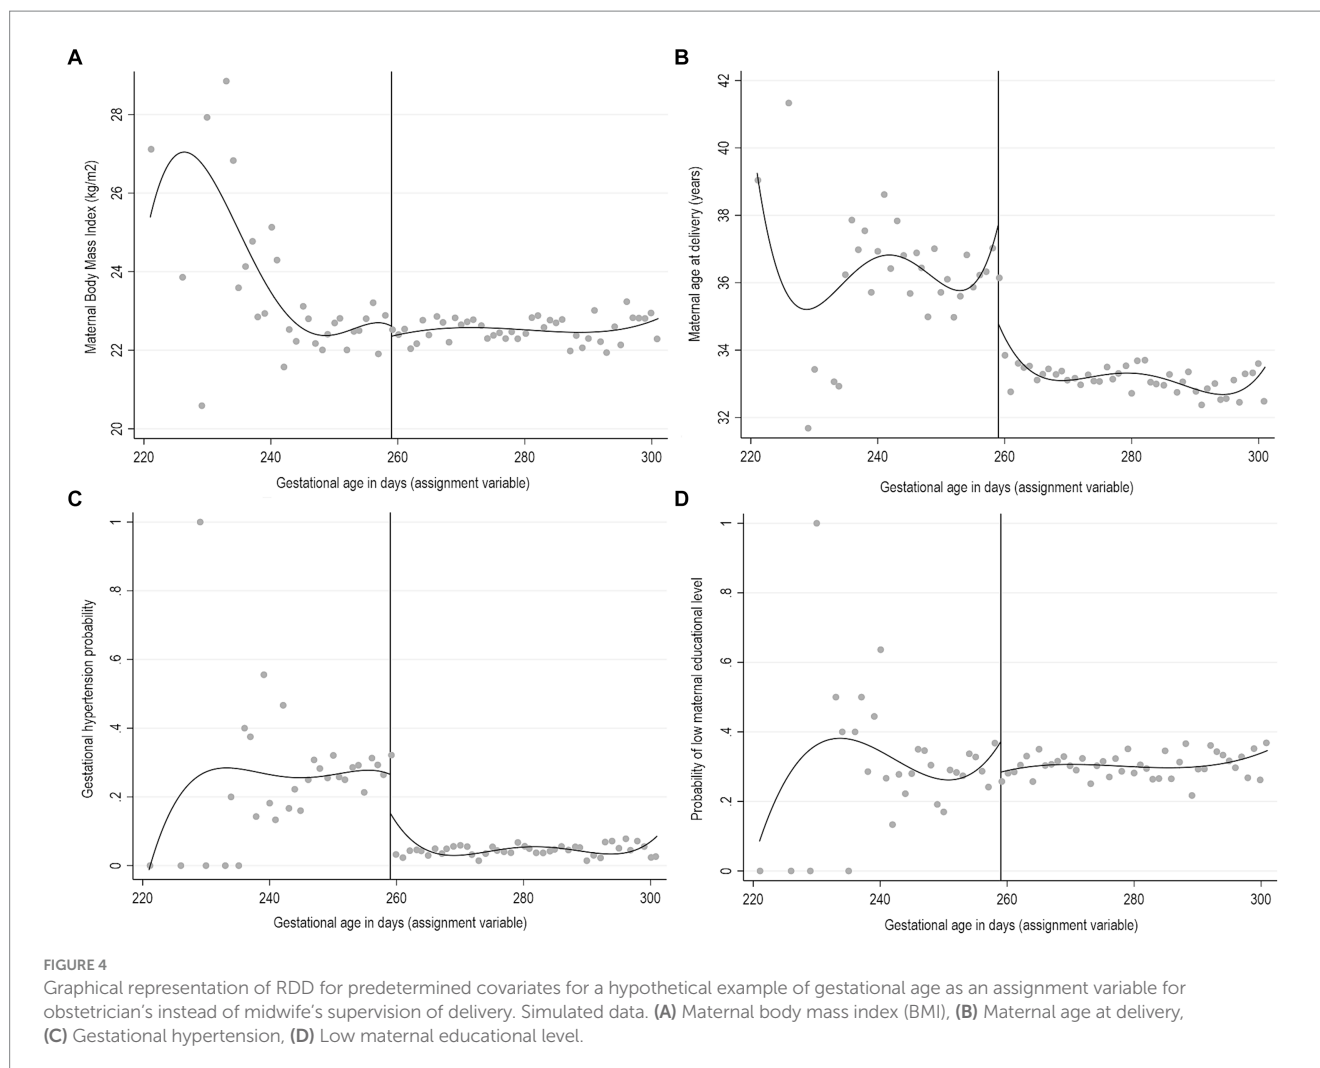 A
Maternal Body Mass Index (kg/m2)
28
26
24
22
20
220 240 260 280 300
Gestational age in days (assignment variable)
B
Maternal age at delivery (years)
42
40
38
36
34
32
220 240 260 280 300
Gestational age in days (assignment variable)
C
Gestational hypertension probability
1
.8
.6
.4
.2
0
220 240 260 280 300
Gestational age in days (assignment variable)
D
Probability of low maternal educational level
1
.8
.6
.4
.2
0
220 240 260 280 300
Gestational age in days (assignment variable)
FIGURE 4
Graphical representation of RDD for predetermined covariates for a hypothetical example of gestational age as an assignment variable for
obstetrician’s instead of midwife’s supervision of delivery. Simulated data. (A) Maternal body mass index (BMI), (B) Maternal age at delivery,
(C) Gestational hypertension, (D) Low maternal educational level.